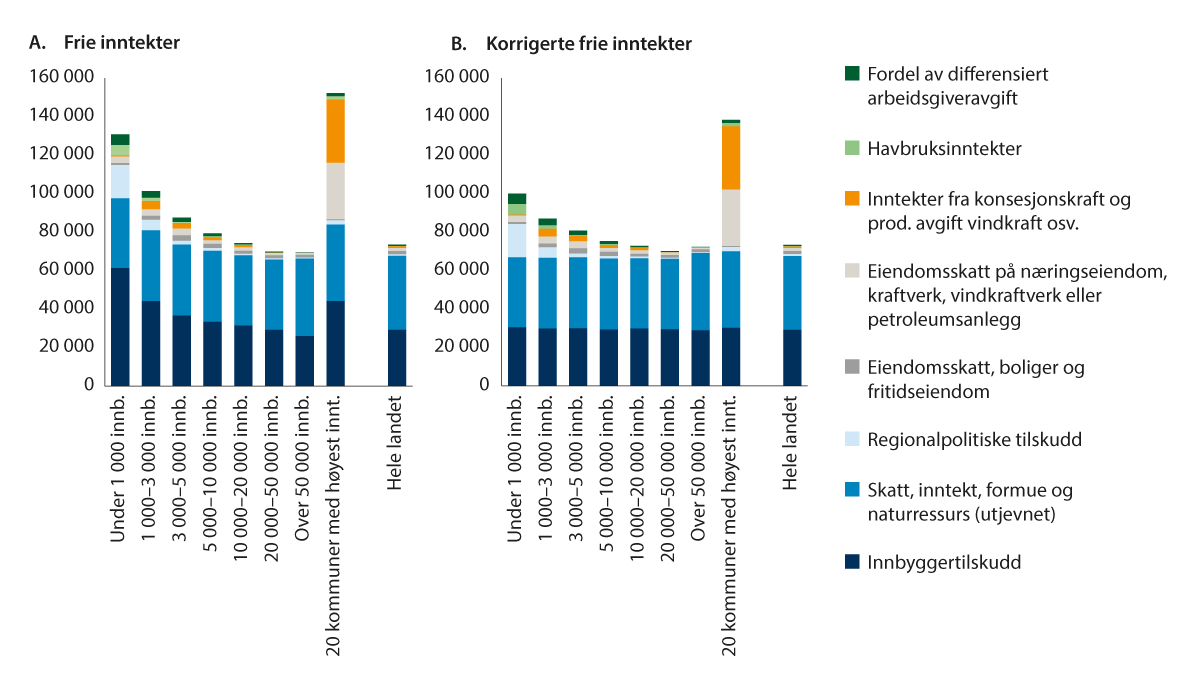 A. Frie inntekter
160 000
140 000
120 000
100 000
80 000
60 000
40 000
20 000
0
Under 1 000 innb.
1 000–3 000 innb.
3 000–5 000 innb.
5 000–10 000 innb.
10 000–20 000 innb.
20 000–50 000 innb.
Over 50 000 innb.
20 kommuner med høyest innt.
Hele landet
B. Korrigerte frie inntekter
160 000
140 000
120 000
100 000
80 000
60 000
40 000
20 000
0
Under 1 000 innb.
1 000–3 000 innb.
3 000–5 000 innb.
5 000–10 000 innb.
10 000–20 000 innb.
20 000–50 000 innb.
Over 50 000 innb.
20 kommuner med høyest innt.
Hele landet
Fordel av differensiert
arbeidsgiveravgift
Havbruksinntekter
Inntekter fra konsesjonskraft og
prod. avgift vindkraft osv.
Eiendomsskatt på næringseiendom,
kraftverk, vindkraftverk eller
petroleumsanlegg
Eiendomsskatt, boliger og
fritidseiendom
Regionalpolitiske tilskudd
Skatt, inntekt, formue og
naturressurs (utjevnet)
Innbyggertilskudd